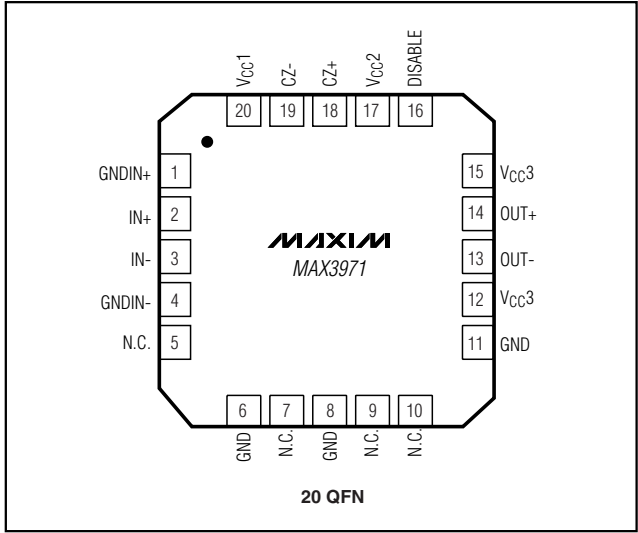 VCC1
CZ-
CZ+
VCC2
DISABLE
20
19
18
17
16
GNDIN+ 1
IN+ 2
IN- 3
GNDIN- 4
N.C. 5
15 VCC3
14 OUT+
13 OUT-
12 VCC3
11 GND
MAXIM
MAX3971
6
7
8
9
10
GND
N.C.
GND
N.C.
N.C.
20 QFN